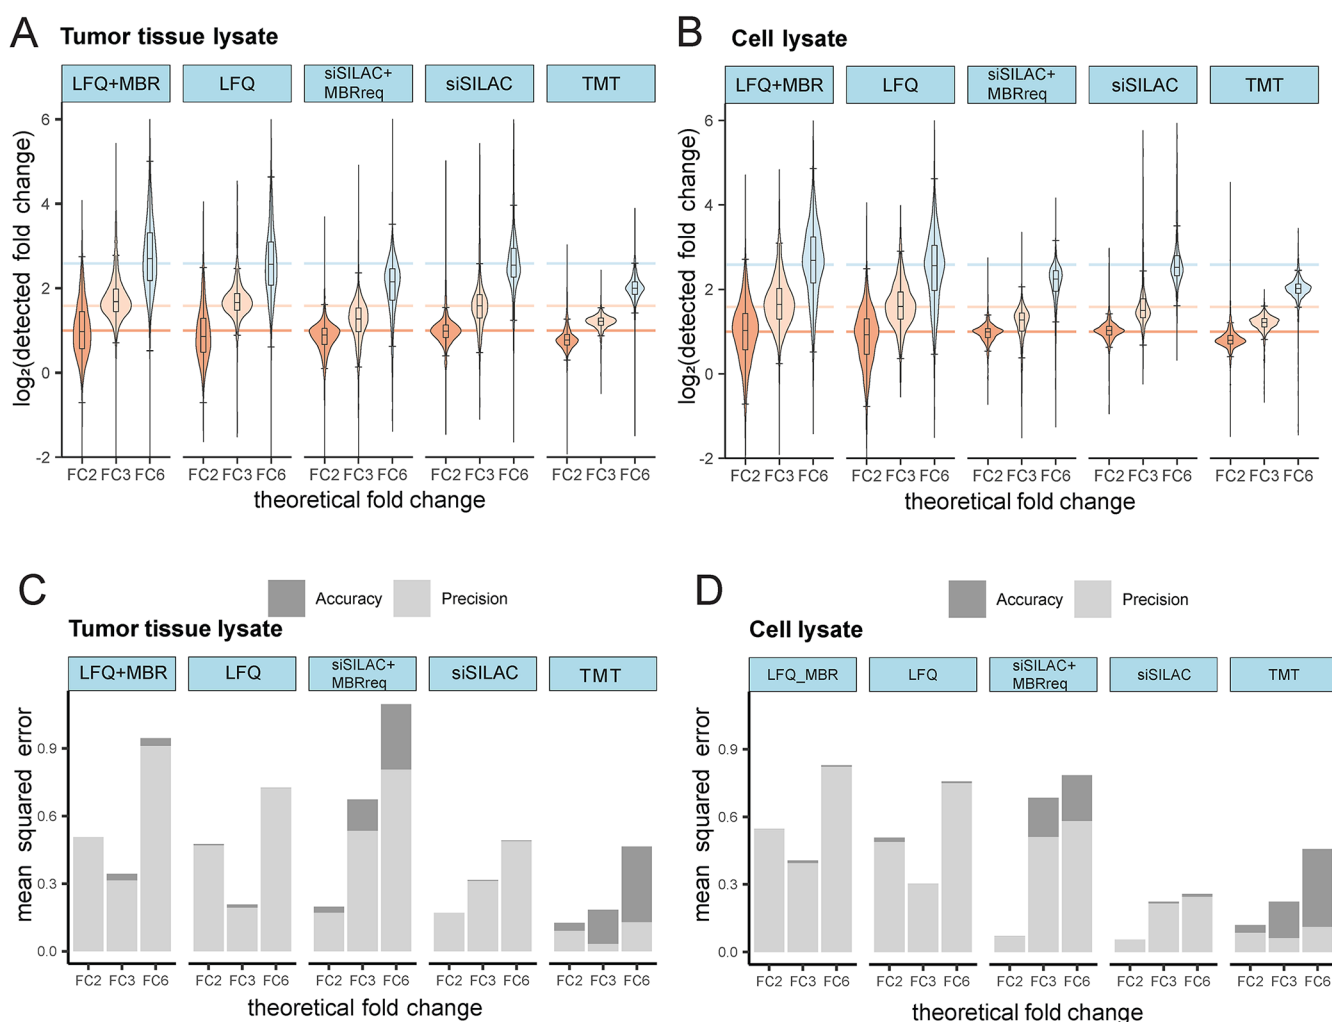 A Tumor tissue lysate
LFQ+MBR LFQ siSILAC+ MBRreq siSILAC TMT
log₂(detected fold change)
6
4
2
0
-2
FC2 FC3 FC6 FC2 FC3 FC6 FC2 FC3 FC6 FC2 FC3 FC6 FC2 FC3 FC6
theoretical fold change
B Cell lysate
LFQ+MBR LFQ siSILAC+ MBRreq siSILAC TMT
log₂(detected fold change)
6
4
2
0
-2
FC2 FC3 FC6 FC2 FC3 FC6 FC2 FC3 FC6 FC2 FC3 FC6 FC2 FC3 FC6
theoretical fold change
C
Accuracy Precision
Tumor tissue lysate
LFQ+MBR LFQ siSILAC+ MBRreq siSILAC TMT
mean squared error
0.9
0.6
0.3
0.0
FC2 FC3 FC6 FC2 FC3 FC6 FC2 FC3 FC6 FC2 FC3 FC6 FC2 FC3 FC6
theoretical fold change
D
Accuracy Precision
Cell lysate
LFQ_MBR LFQ siSILAC+ MBRreq siSILAC TMT
mean squared error
0.9
0.6
0.3
0.0
FC2 FC3 FC6 FC2 FC3 FC6 FC2 FC3 FC6 FC2 FC3 FC6 FC2 FC3 FC6
theoretical fold change